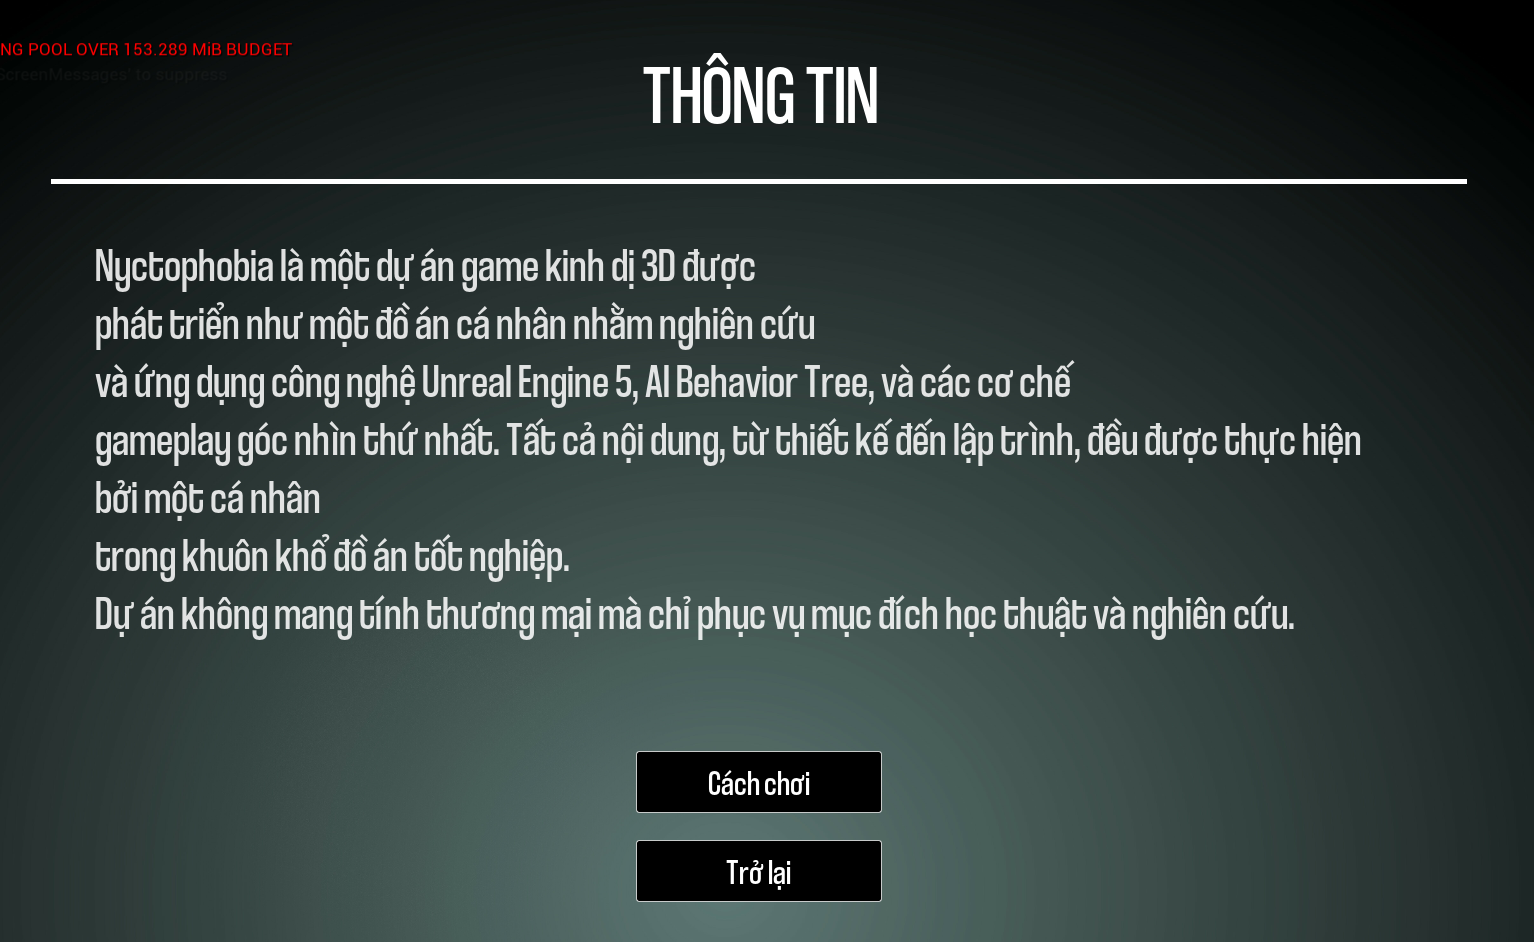 NG POOL OVER 153.289 MiB BUDGET
ScreenMessages' to suppress
THÔNG TIN
Nyctophobia là một dự án game kinh dị 3D được
phát triển như một đồ án cá nhân nhằm nghiên cứu
và ứng dụng công nghệ Unreal Engine 5, AI Behavior Tree, và các cơ chế
gameplay góc nhìn thứ nhất. Tất cả nội dung, từ thiết kế đến lập trình, đều được thực hiện
bởi một cá nhân
trong khuôn khổ đồ án tốt nghiệp.
Dự án không mang tính thương mại mà chỉ phục vụ mục đích học thuật và nghiên cứu.
Cách chơi
Trở lại